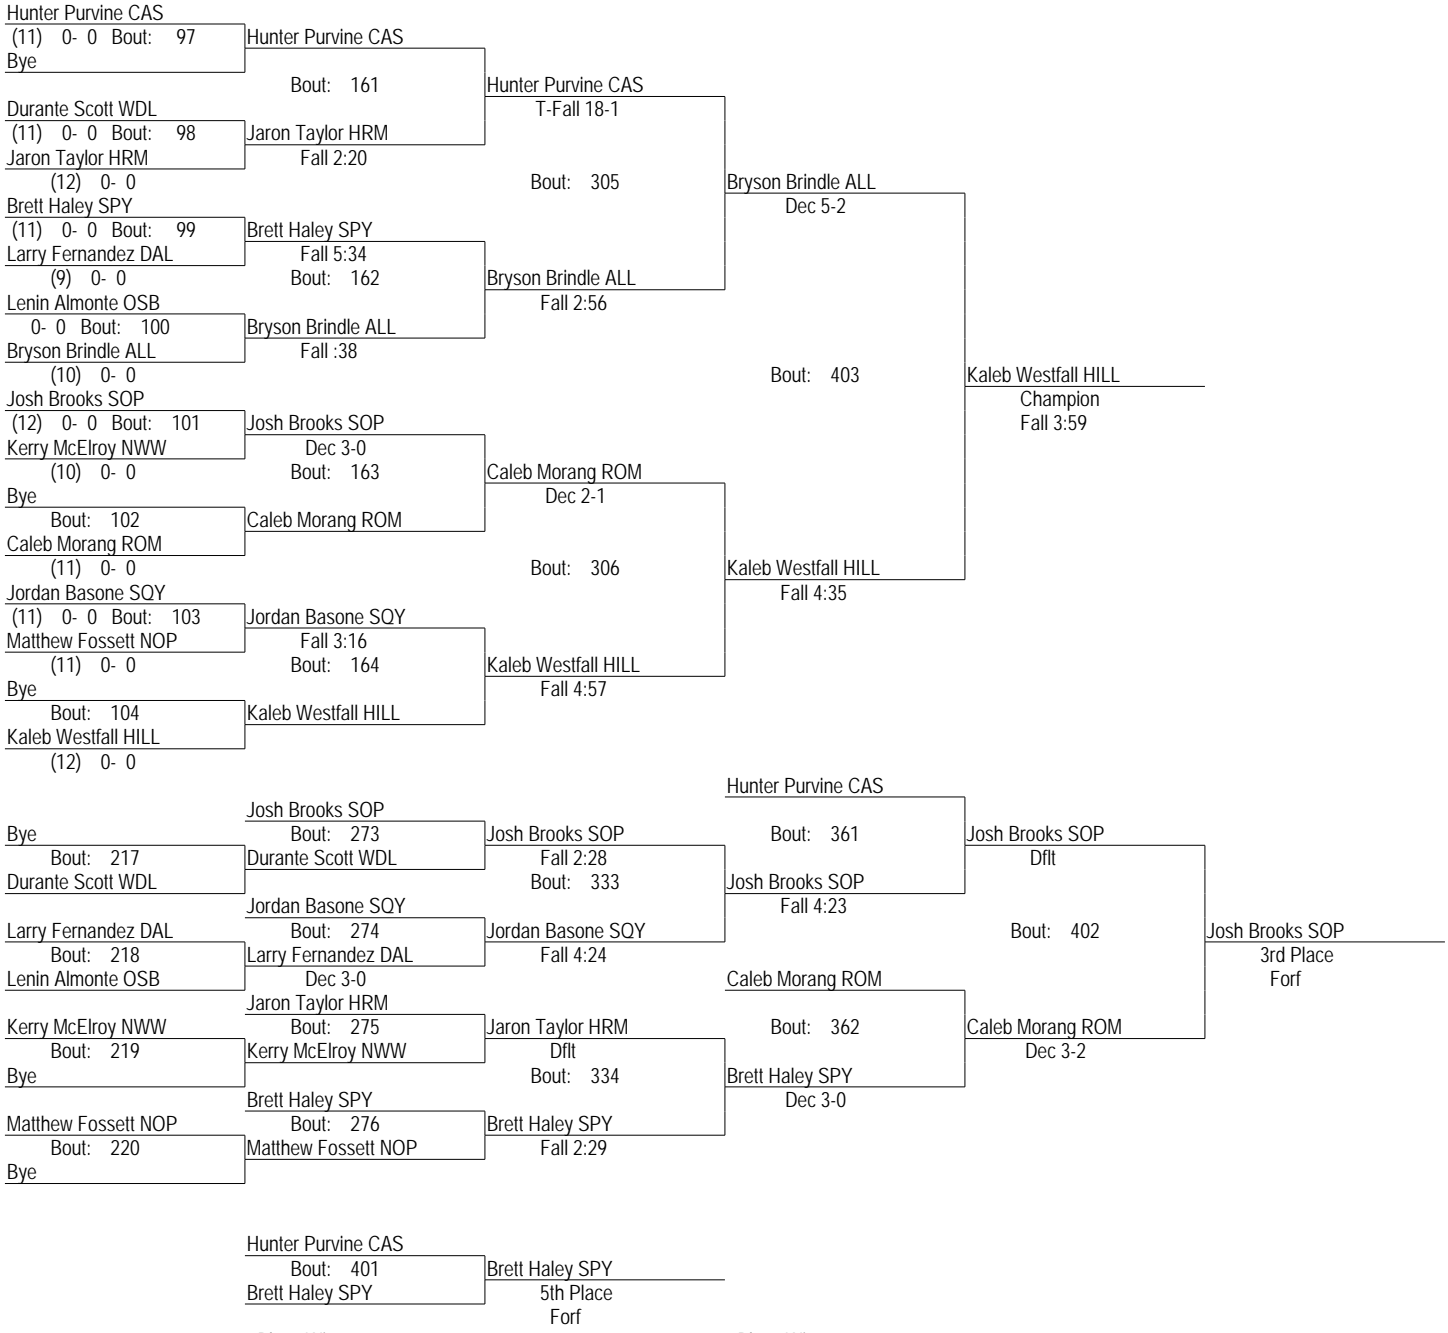 Hunter Purvine CAS
(11) 0- 0 Bout: 97 Hunter Purvine CAS
Bye
Bout: 161 Hunter Purvine CAS
Durante Scott WDL T-Fall 18-1
(11) 0- 0 Bout: 98 Jaron Taylor HRM
Jaron Taylor HRM Fall 2:20
(12) 0- 0 Bout: 305 Bryson Brindle ALL
Brett Haley SPY Dec 5-2
(11) 0- 0 Bout: 99 Brett Haley SPY
Larry Fernandez DAL Fall 5:34
(9) 0- 0 Bout: 162 Bryson Brindle ALL
Lenin Almonte OSB Fall 2:56
0- 0 Bout: 100 Bryson Brindle ALL
Bryson Brindle ALL Fall :38
(10) 0- 0 Bout: 403 Kaleb Westfall HILL
Josh Brooks SOP Champion
(12) 0- 0 Bout: 101 Josh Brooks SOP Fall 3:59
Kerry McElroy NWW Dec 3-0
(10) 0- 0 Bout: 163 Caleb Morang ROM
Bye Dec 2-1
Bout: 102 Caleb Morang ROM
Caleb Morang ROM
(11) 0- 0 Bout: 306 Kaleb Westfall HILL
Jordan Basone SQY Fall 4:35
(11) 0- 0 Bout: 103 Jordan Basone SQY
Matthew Fossett NOP Fall 3:16
(11) 0- 0 Bout: 164 Kaleb Westfall HILL
Bye Fall 4:57
Bout: 104 Kaleb Westfall HILL
Kaleb Westfall HILL
(12) 0- 0
Hunter Purvine CAS
Josh Brooks SOP
Bye Bout: 273 Josh Brooks SOP Bout: 361 Josh Brooks SOP
Bout: 217 Durante Scott WDL Fall 2:28 Dflt
Durante Scott WDL Bout: 333 Josh Brooks SOP
Jordan Basone SQY Fall 4:23
Larry Fernandez DAL Bout: 274 Jordan Basone SQY Bout: 402 Josh Brooks SOP
Bout: 218 Larry Fernandez DAL Fall 4:24 3rd Place
Lenin Almonte OSB Dec 3-0 Caleb Morang ROM Forf
Jaron Taylor HRM
Kerry McElroy NWW Bout: 275 Jaron Taylor HRM Bout: 362 Caleb Morang ROM
Bout: 219 Kerry McElroy NWW Dflt Dec 3-2
Bye Bout: 334 Brett Haley SPY
Brett Haley SPY Dec 3-0
Matthew Fossett NOP Bout: 276 Brett Haley SPY
Bout: 220 Matthew Fossett NOP Fall 2:29
Bye
Hunter Purvine CAS
Bout: 401 Brett Haley SPY
Brett Haley SPY 5th Place
Forf